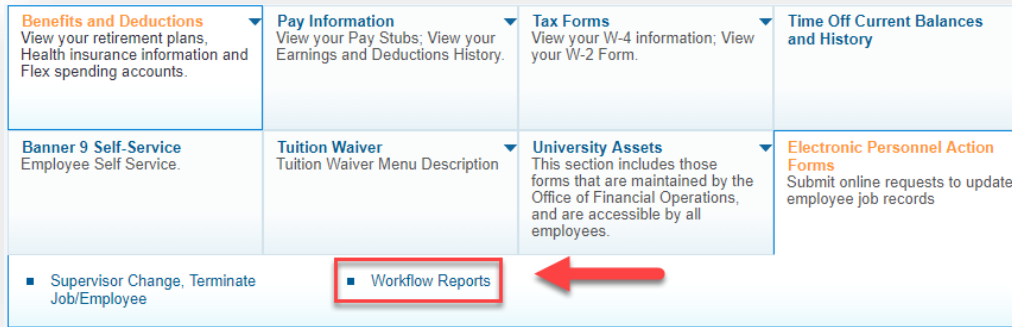 Benefits and Deductions
View your retirement plans,
Health insurance information and
Flex spending accounts.
Pay Information
View your Pay Stubs; View your
Earnings and Deductions History.
Tax Forms
View your W-4 information; View
your W-2 Form.
Time Off Current Balances
and History
Banner 9 Self-Service
Employee Self Service.
Tuition Waiver
Tuition Waiver Menu Description
University Assets
This section includes those
forms that are maintained by the
Office of Financial Operations,
and are accessible by all
employees.
Electronic Personnel Action
Forms
Submit online requests to update
employee job records
Supervisor Change, Terminate
Job/Employee
Workflow Reports